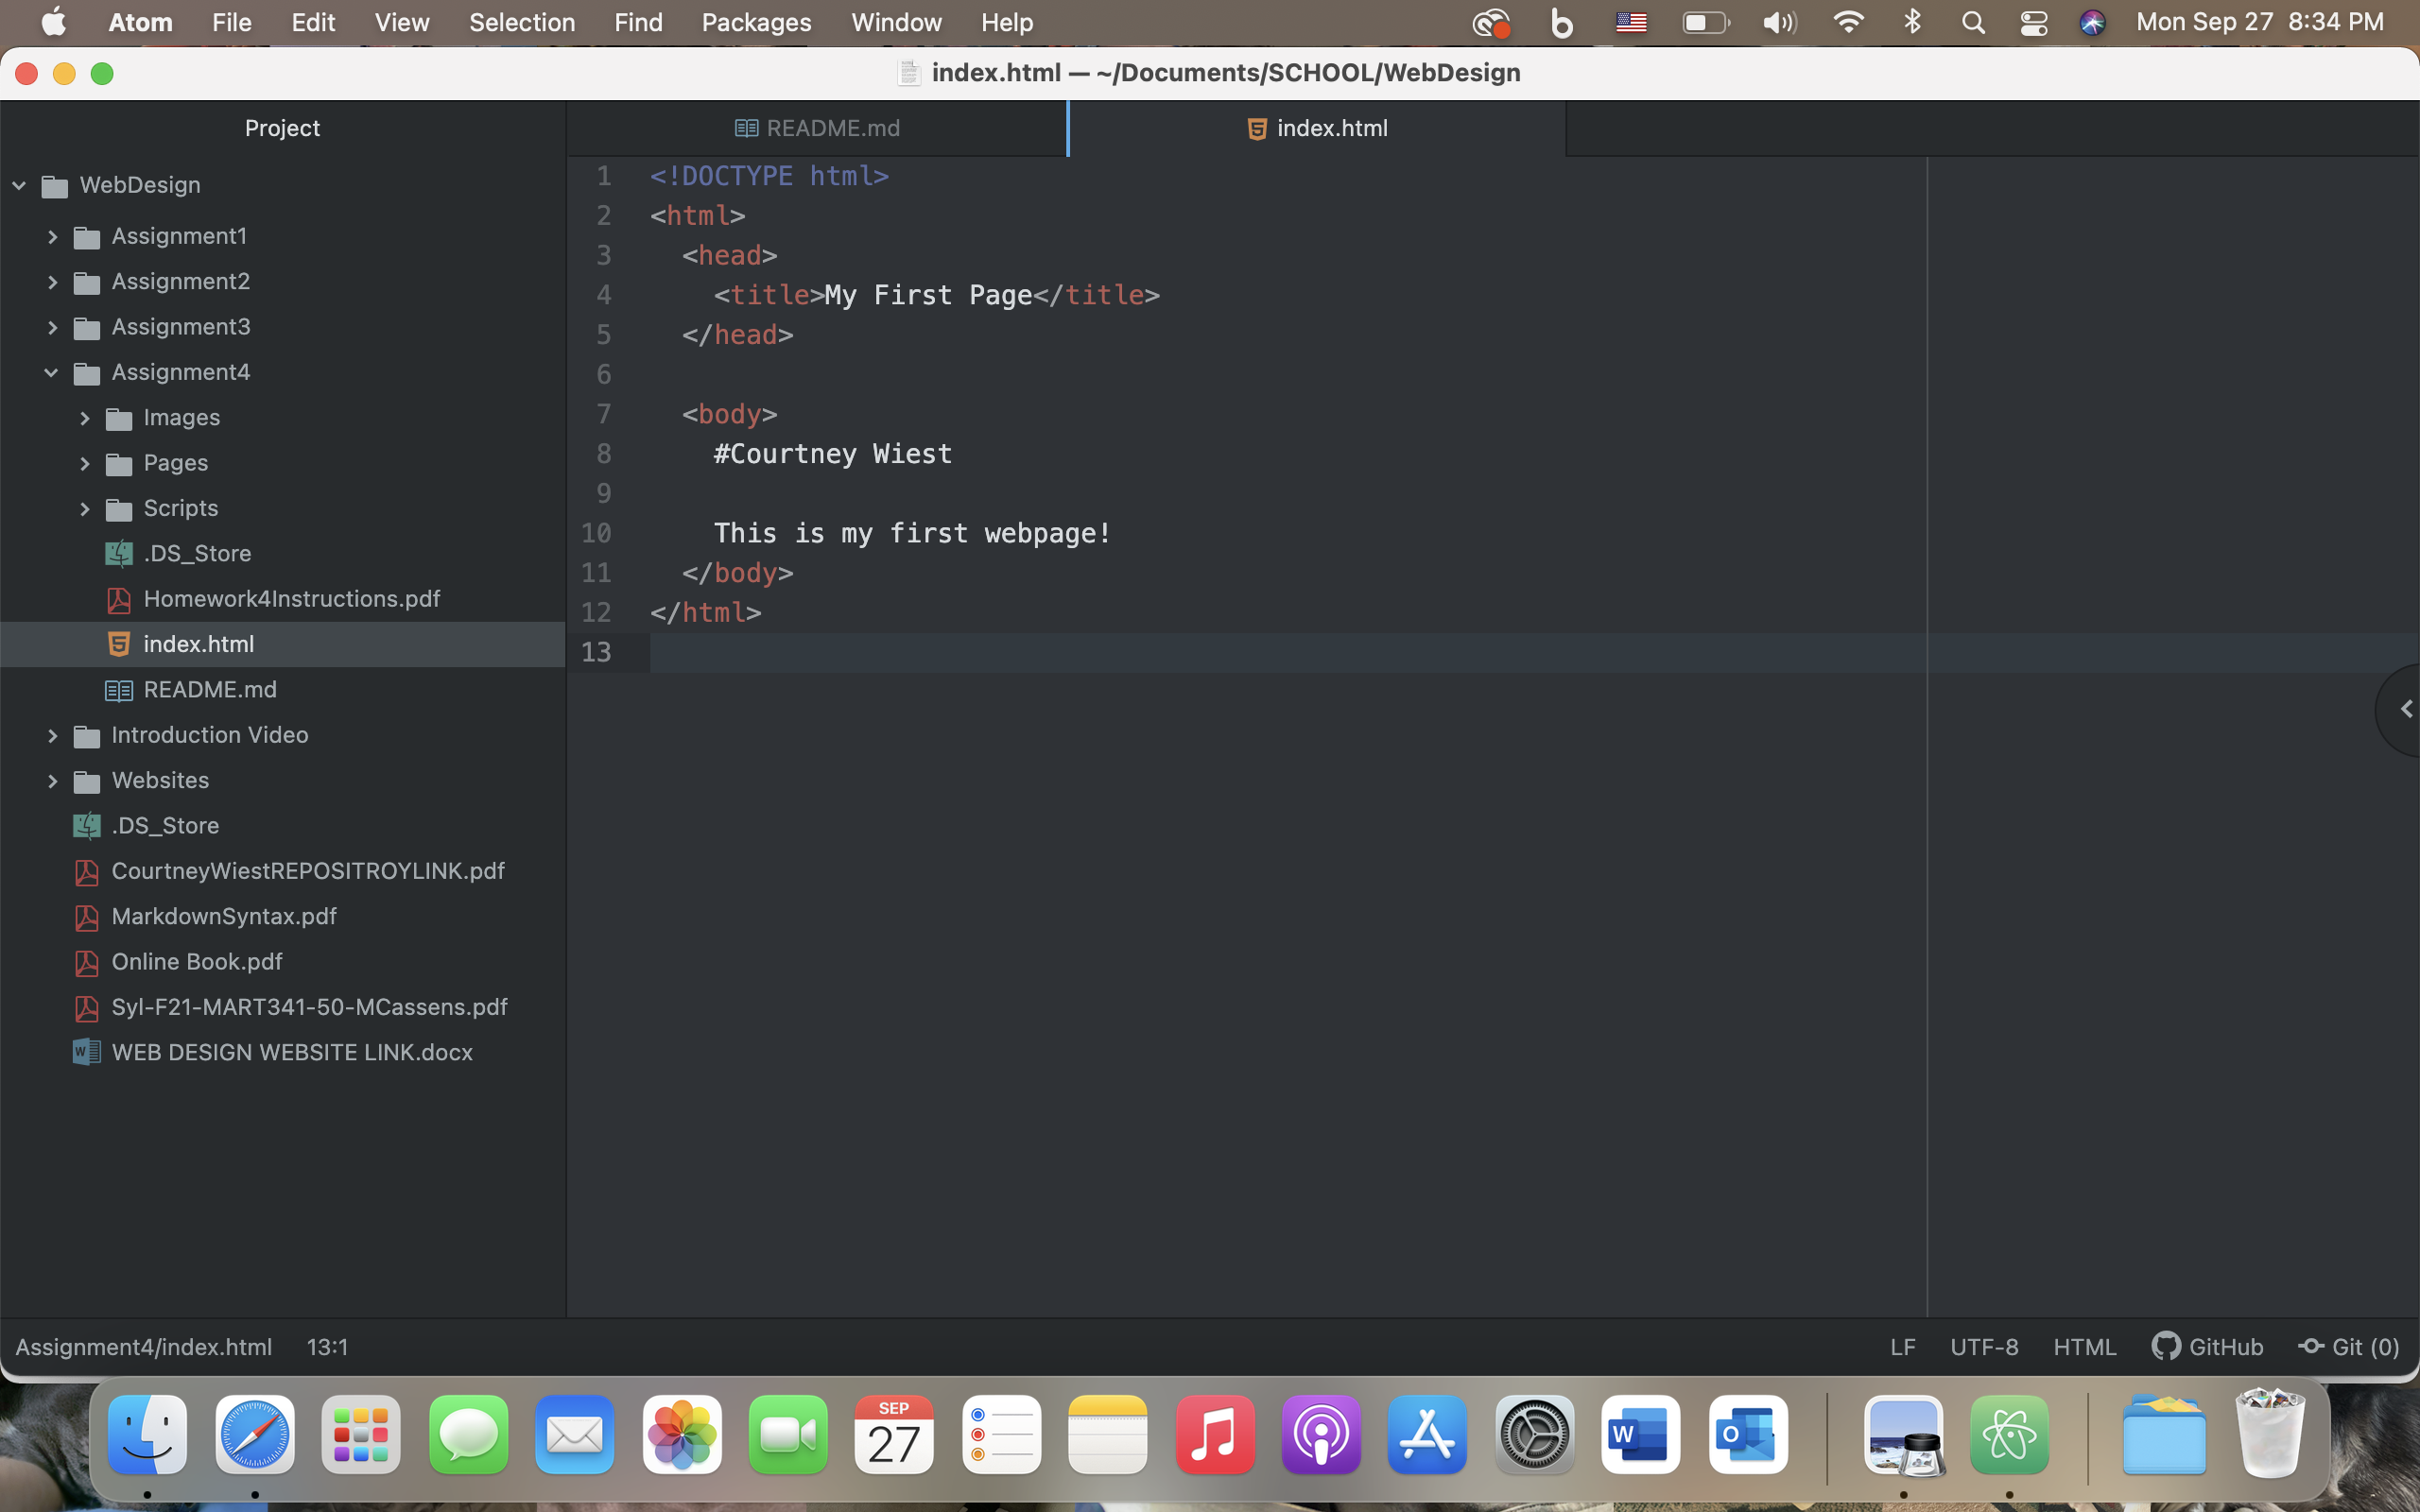 Atom File Edit View Selection Find Packages Window Help Mon Sep 27 8:34 PM
index.html — ~/Documents/SCHOOL/WebDesign
Project
README.md
index.html
WebDesign
Assignment1
Assignment2
Assignment3
Assignment4
Images
Pages
Scripts
.DS_Store
Homework4Instructions.pdf
index.html
README.md
Introduction Video
Websites
.DS_Store
CourtneyWiestREPOSITROYLINK.pdf
MarkdownSyntax.pdf
Online Book.pdf
Syl-F21-MART341-50-MCassens.pdf
WEB DESIGN WEBSITE LINK.docx
1 <!DOCTYPE html>
2 <html>
3 <head>
4 <title>My First Page</title>
5 </head>
6
7 <body>
8 #Courtney Wiest
9
10 This is my first webpage!
11 </body>
12 </html>
13
Assignment4/index.html 13:1 LF UTF-8 HTML GitHub Git (0)
SEP
27
W
O